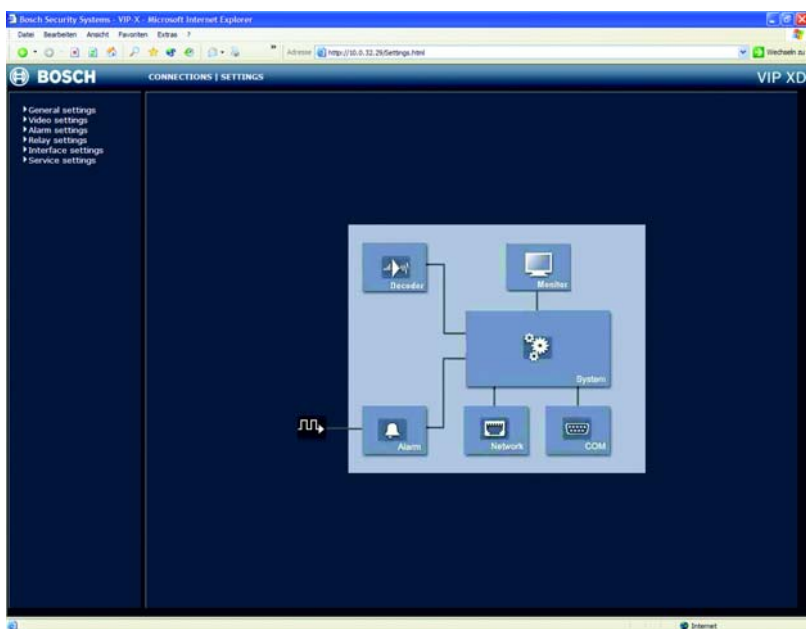 Bosch Security Systems - VIP-X - Microsoft Internet Explorer
Datei Bearbeiten Ansicht Favoriten Extras ?
Adresse http://10.0.32.29/Settings.html Wechseln zu
BOSCH CONNECTIONS | SETTINGS VIP XD
General settings
Video settings
Alarm settings
Relay settings
Interface settings
Service settings
Decoder
Monitor
System
Alarm
Network
COM
Internet